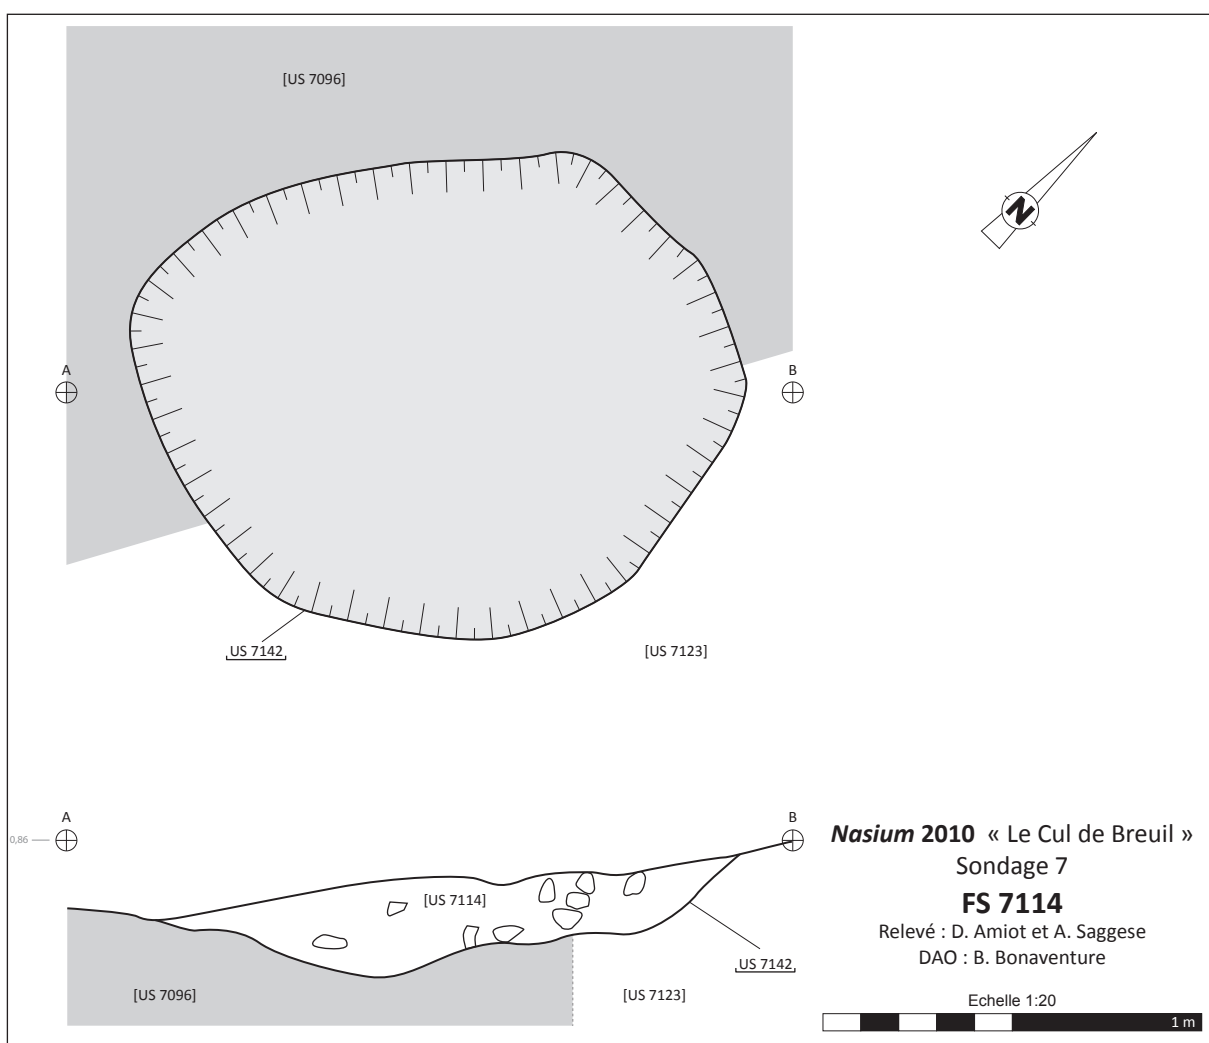 [US 7096]
N
A
B
US 7142
[US 7123]
A
B
0,86
[US 7114]
US 7142
[US 7096]
[US 7123]
Nasium 2010 « Le Cul de Breuil »
Sondage 7
FS 7114
Relevé : D. Amiot et A. Saggese
DAO : B. Bonaventure
Echelle 1:20
1 m